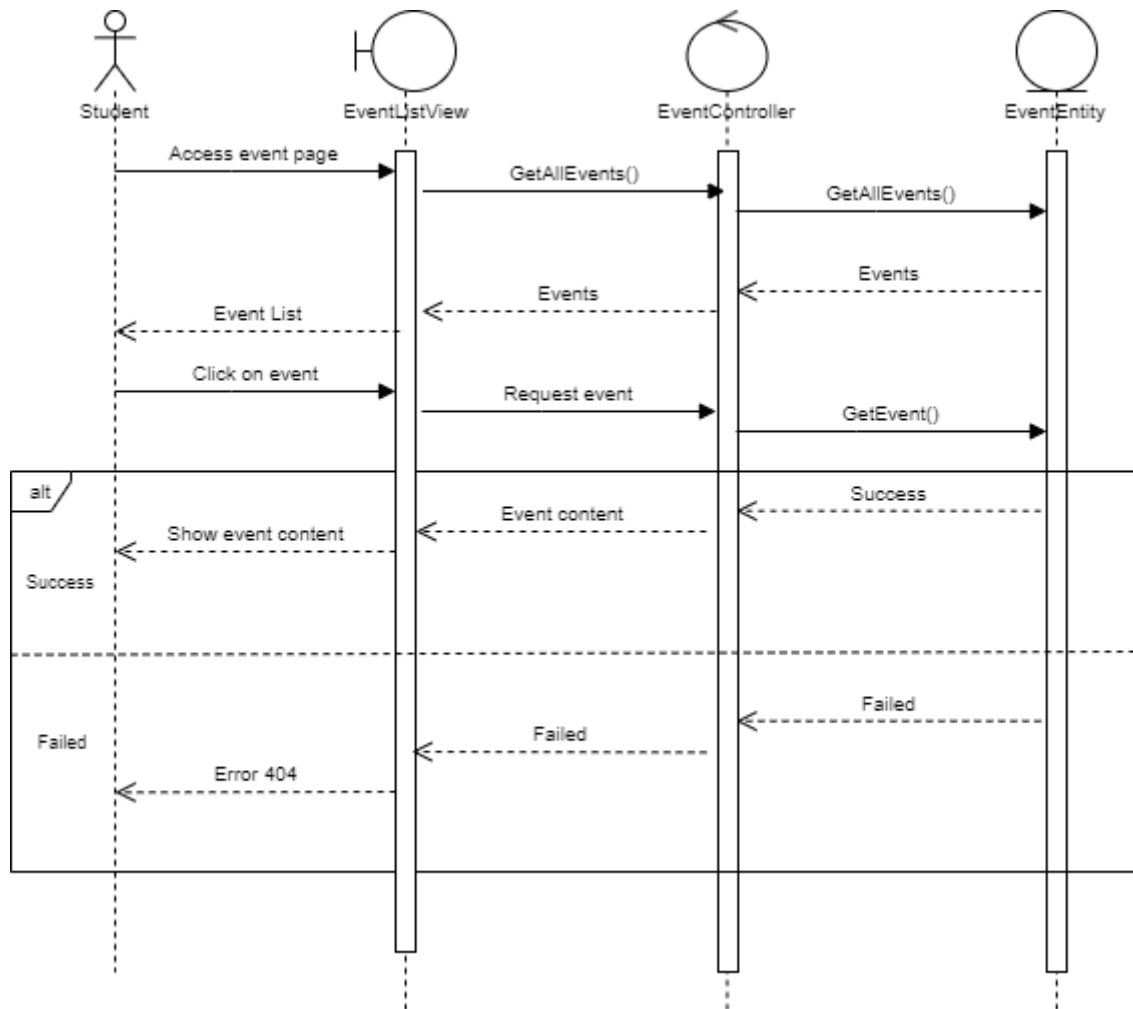 Student
EventListView
EventController
EventEntity
Access event page
GetAllEvents()
GetAllEvents()
Events
Events
Event List
Click on event
Request event
GetEvent()
alt
Success
Event content
Show event content
Success
Failed
Failed
Failed
Error 404